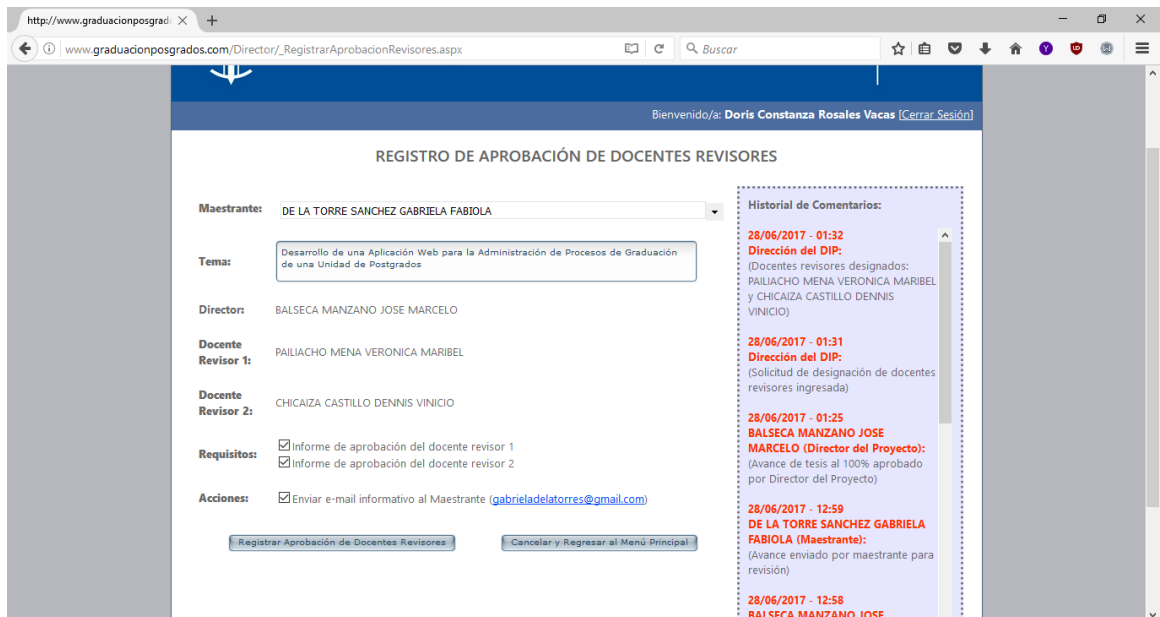 http://www.graduacionposgrad
www.graduacionposgrados.com/Director/_RegistrarAprobacionRevisores.aspx
Buscar
Bienvenido/a: Doris Constanza Rosales Vacas [Cerrar Sesión]
REGISTRO DE APROBACIÓN DE DOCENTES REVISORES
Maestrante:
DE LA TORRE SANCHEZ GABRIELA FABIOLA
Tema:
Desarrollo de una Aplicación Web para la Administración de Procesos de Graduación
de una Unidad de Postgrados
Director:
BALSECA MANZANO JOSE MARCELO
Docente
Revisor 1:
PAILIACHO MENA VERONICA MARIBEL
Docente
Revisor 2:
CHICAIZA CASTILLO DENNIS VINICIO
Requisitos:
Informe de aprobación del docente revisor 1
Informe de aprobación del docente revisor 2
Acciones:
Enviar e-mail informativo al Maestrante (gabrieladelatorres@gmail.com)
Registrar Aprobación de Docentes Revisores
Cancelar y Regresar al Menú Principal
Historial de Comentarios:
28/06/2017 - 01:32
Dirección del DIP:
(Docentes revisores designados:
PAILIACHO MENA VERONICA MARIBEL
y CHICAIZA CASTILLO DENNIS
VINICIO)
28/06/2017 - 01:31
Dirección del DIP:
(Solicitud de designación de docentes
revisores ingresada)
28/06/2017 - 01:25
BALSECA MANZANO JOSE
MARCELO (Director del Proyecto):
(Avance de tesis al 100% aprobado
por Director del Proyecto)
28/06/2017 - 12:59
DE LA TORRE SANCHEZ GABRIELA
FABIOLA (Maestrante):
(Avance enviado por maestrante para
revisión)
28/06/2017 - 12:58
BALSECA MANZANO JOSE